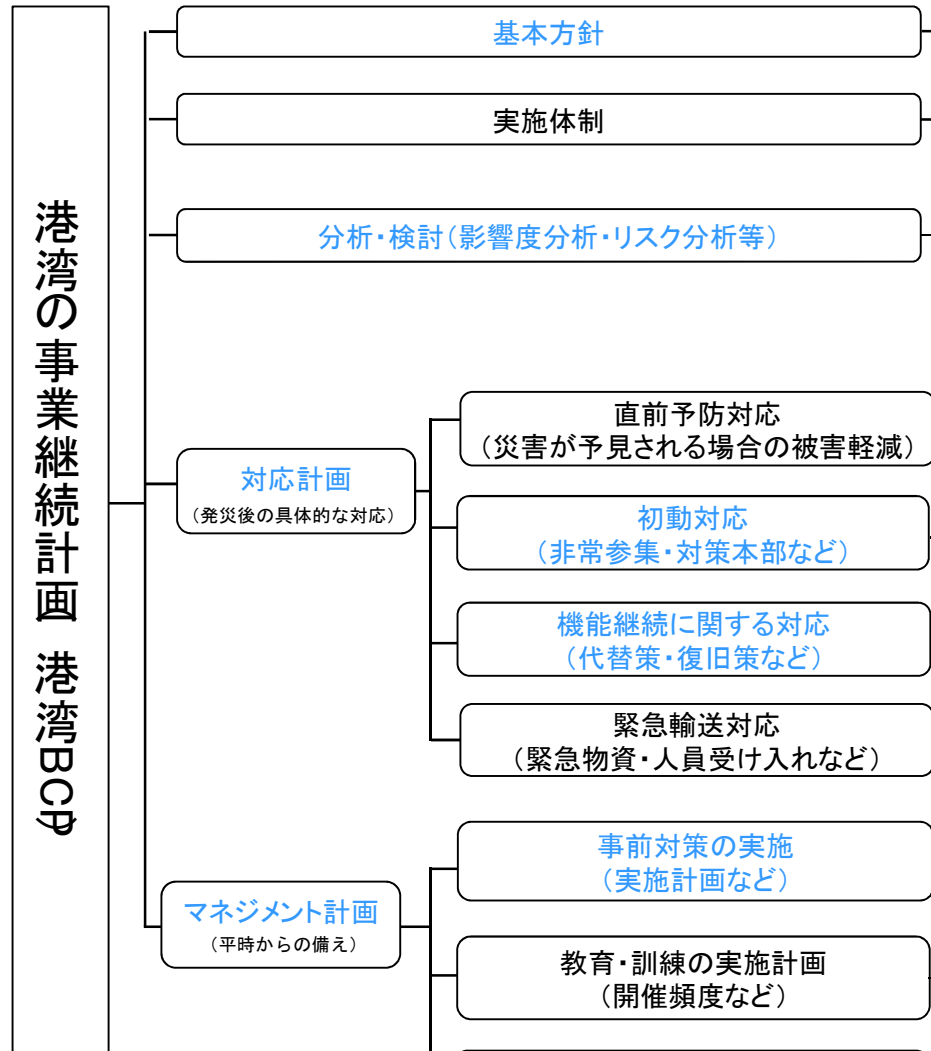 港湾の事業継続計画 港湾BCP)
基本方針
実施体制
分析・検討(影響度分析・リスク分析等)
対応計画
(発災後の具体的な対応)
直前予防対応
(災害が予見される場合の被害軽減)
初動対応
(非常参集・対策本部など)
機能継続に関する対応
(代替策・復旧策など)
緊急輸送対応
(緊急物資・人員受け入れなど)
マネジメント計画
(平時からの備え)
事前対策の実施
(実施計画など)
教育・訓練の実施計画
(開催頻度など)